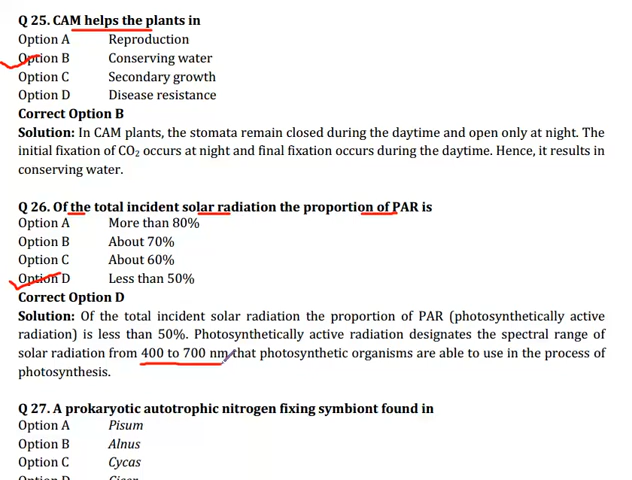 Q 25. CAM helps the plants in
Option A Reproduction
Option B Conserving water
Option C Secondary growth
Option D Disease resistance
Correct Option B
Solution: In CAM plants, the stomata remain closed during the daytime and open only at night. The
initial fixation of CO₂ occurs at night and final fixation occurs during the daytime. Hence, it results in
conserving water.
Q 26. Of the total incident solar radiation the proportion of PAR is
Option A More than 80%
Option B About 70%
Option C About 60%
Option D Less than 50%
Correct Option D
Solution: Of the total incident solar radiation the proportion of PAR (photosynthetically active
radiation) is less than 50%. Photosynthetically active radiation designates the spectral range of
solar radiation from 400 to 700 nm that photosynthetic organisms are able to use in the process of
photosynthesis.
Q 27. A prokaryotic autotrophic nitrogen fixing symbiont found in
Option A Pisum
Option B Alnus
Option C Cycas
Option D Cicer